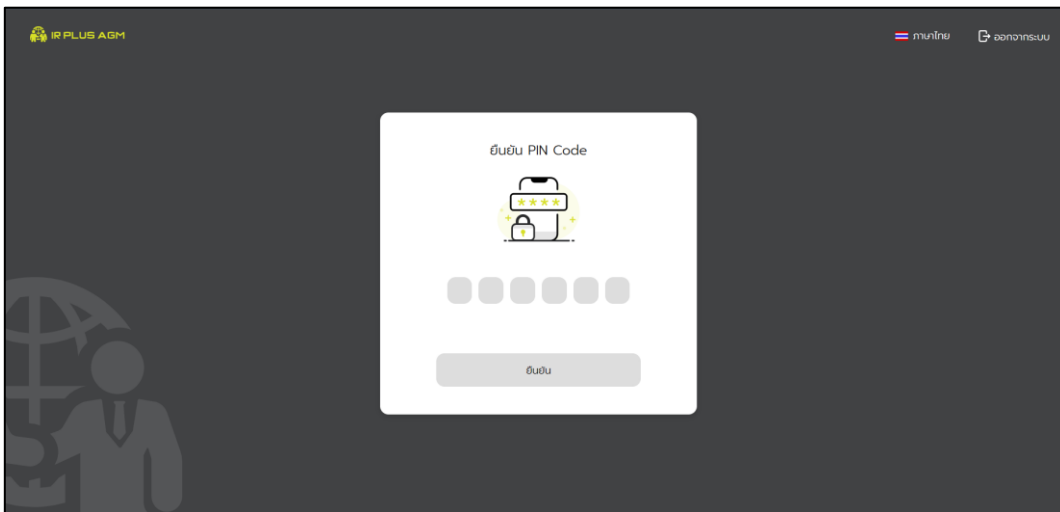 IR PLUS AGM
ภาษาไทย
ออกจากระบบ
ยืนยัน PIN Code
****
ยืนยัน